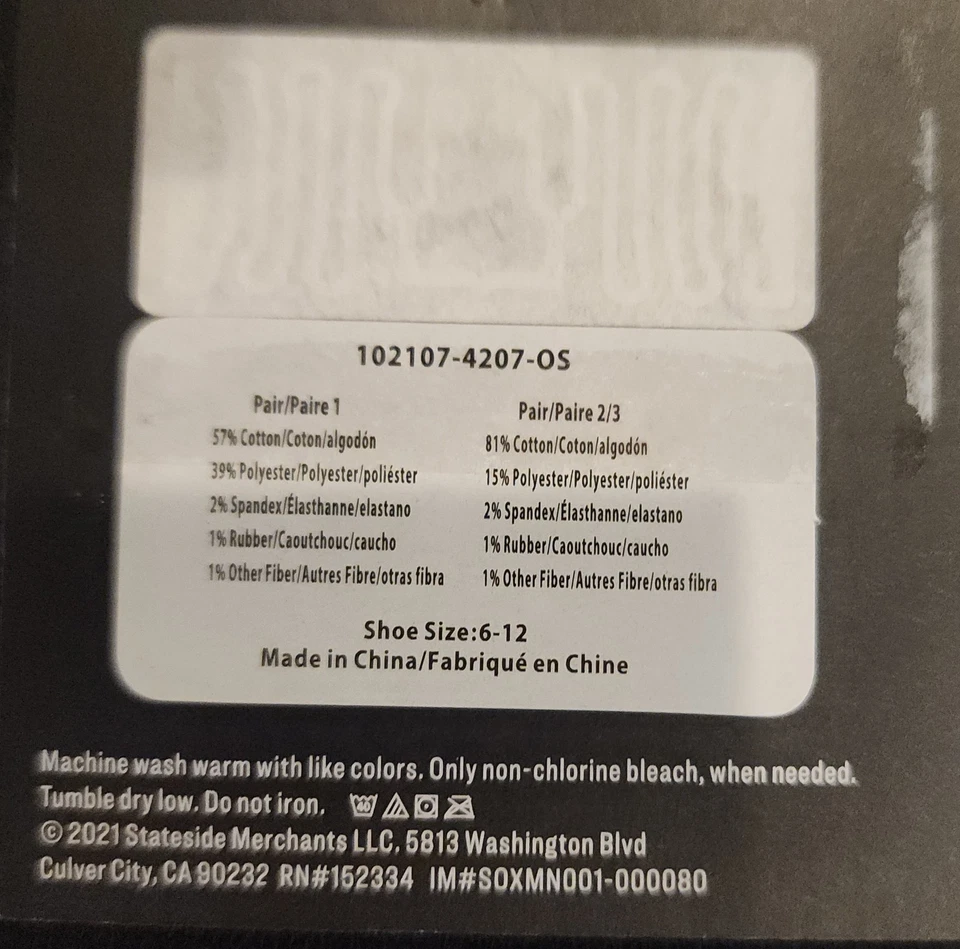 102107-4207-OS
Pair/Paire 1
57% Cotton/Coton/algodón
39% Polyester/Polyester/poliéster
2% Spandex/Élasthanne/elastano
1% Rubber/Caoutchouc/caucho
1% Other Fiber/Autres Fibre/otras fibra
Pair/Paire 2/3
81% Cotton/Coton/algodón
15% Polyester/Polyester/poliéster
2% Spandex/Élasthanne/elastano
1% Rubber/Caoutchouc/caucho
1% Other Fiber/Autres Fibre/otras fibra
Shoe Size:6-12
Made in China/Fabriqué en Chine
Machine wash warm with like colors. Only non-chlorine bleach, when needed.
Tumble dry low. Do not iron.
© 2021 Stateside Merchants LLC. 5813 Washington Blvd
Culver City, CA 90232 RN#152334 IM#SOXMN001-000080